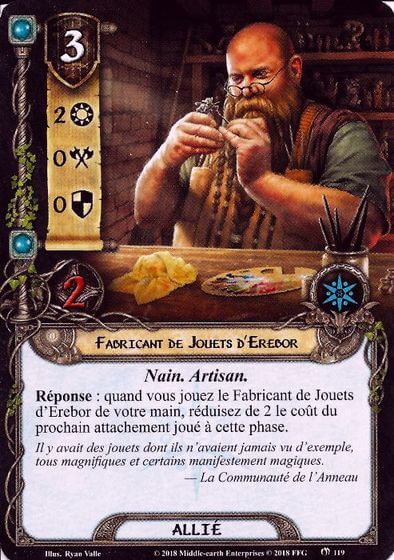 3
2
0
0
2
Fabricant de Jouets d'Erebor
Nain. Artisan.
Réponse : quand vous jouez le Fabricant de Jouets
d'Erebor de votre main, réduisez de 2 le coût du
prochain attachement joué à cette phase.
Il y avait des jouets dont ils n'avaient jamais vu d'exemple,
tous magnifiques et certains manifestement magiques.
— La Communauté de l'Anneau
ALLIÉ
Illus. Ryan Valle
© 2018 Middle-earth Enterprises © 2018 FFG
119